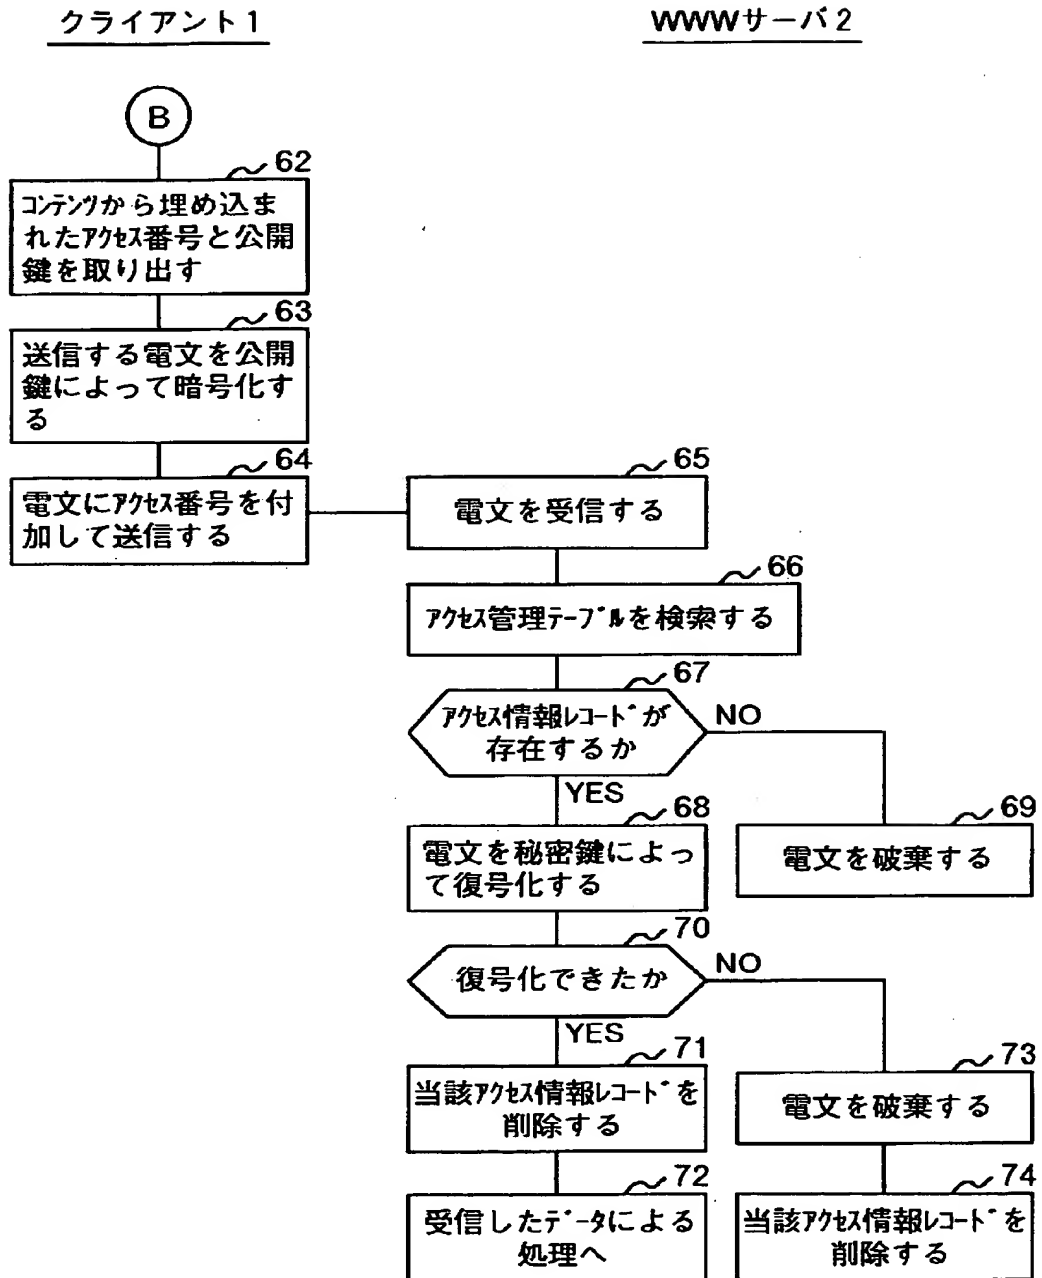 クライアント1
WWWサーバ2
B
62
コンテンツから埋め込ま
れたアクセス番号と公開
鍵を取り出す
63
送信する電文を公開
鍵によって暗号化す
る
64
電文にアクセス番号を付
加して送信する
65
電文を受信する
66
アクセス管理テーブルを検索する
67
アクセス情報レコードが
存在するか
NO
YES
68
電文を秘密鍵によっ
て復号化する
69
電文を破棄する
70
復号化できたか
NO
YES
71
当該アクセス情報レコードを
削除する
73
電文を破棄する
72
受信したデータによる
処理へ
74
当該アクセス情報レコードを
削除する